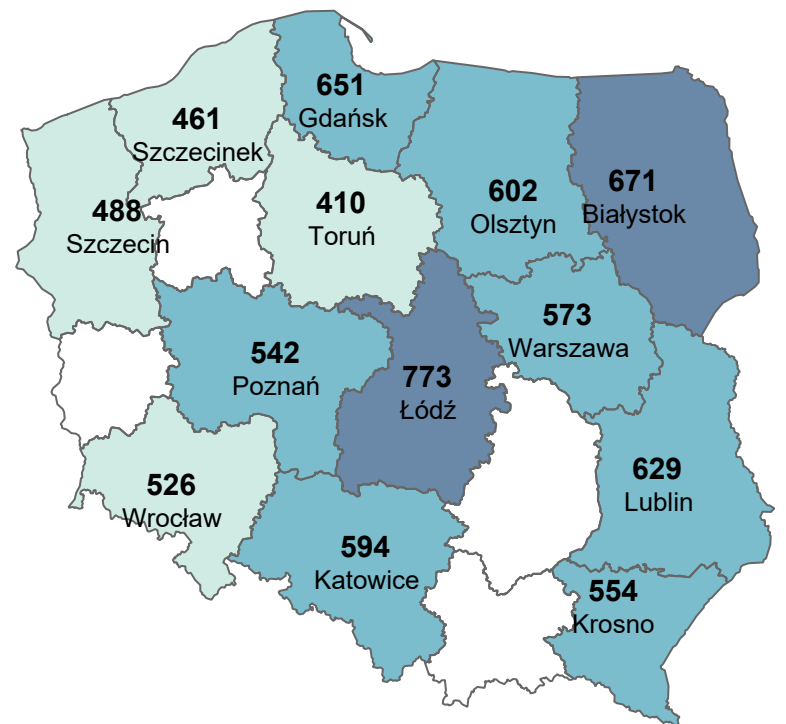 651
Gdańsk
461
Szczecinek
671
Białystok
602
Olsztyn
410
Toruń
488
Szczecin
573
Warszawa
542
Poznań
773
Łódź
629
Lublin
526
Wrocław
594
Katowice
554
Krosno